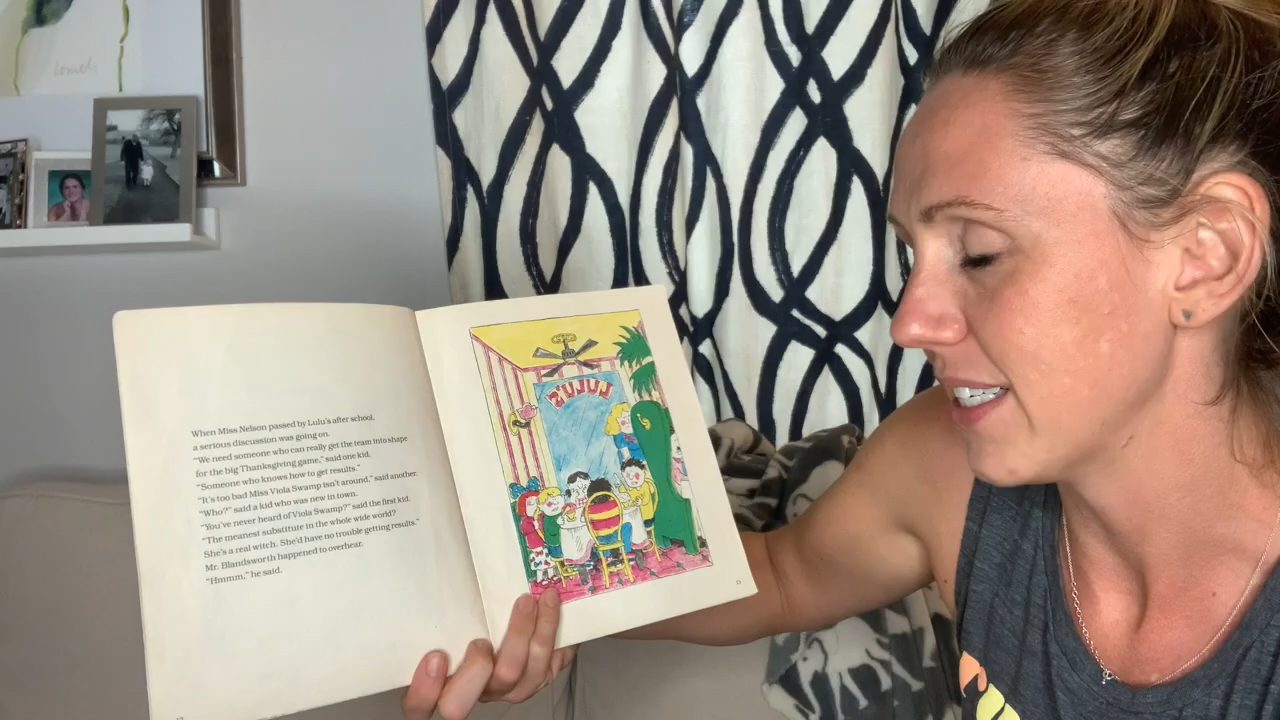 lomch
When Miss Nelson passed by Lulu's after school,
a serious discussion was going on.
"We need someone who can really get the team into shape
for the big Thanksgiving game," said one kid.
"Someone who knows how to get results."
"It's too bad Miss Viola Swamp isn't around," said another.
"Who?" said a kid who was new in town.
"You've never heard of Viola Swamp?" said the first kid.
"The meanest substitute in the whole wide world?
She's a real witch. She'd have no trouble getting results."
Mr. Blandsworth happened to overhear.
"Hmmm," he said.
LULU'S